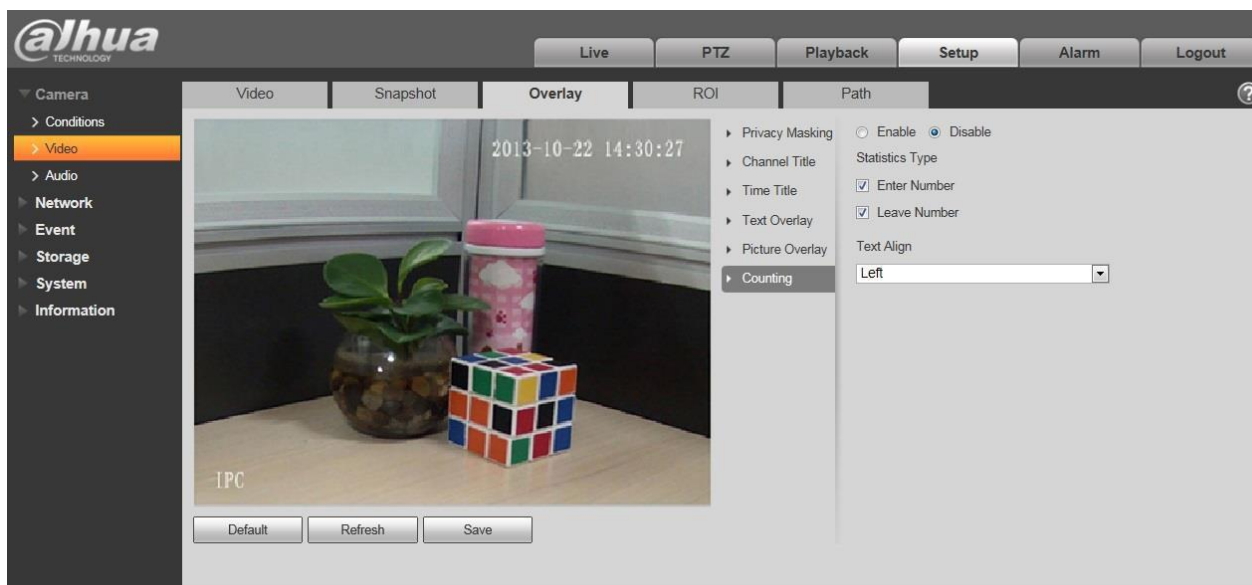 alhua
TECHNOLOGY
Live PTZ Playback Setup Alarm Logout
Camera
Conditions
Video
Audio
Network
Event
Storage
System
Information
Video Snapshot Overlay ROI Path
?
2013-10-22 14:30:27
IPC
Privacy Masking
Channel Title
Time Title
Text Overlay
Picture Overlay
Counting
Enable Disable
Statistics Type
Enter Number
Leave Number
Text Align
Left
Default Refresh Save